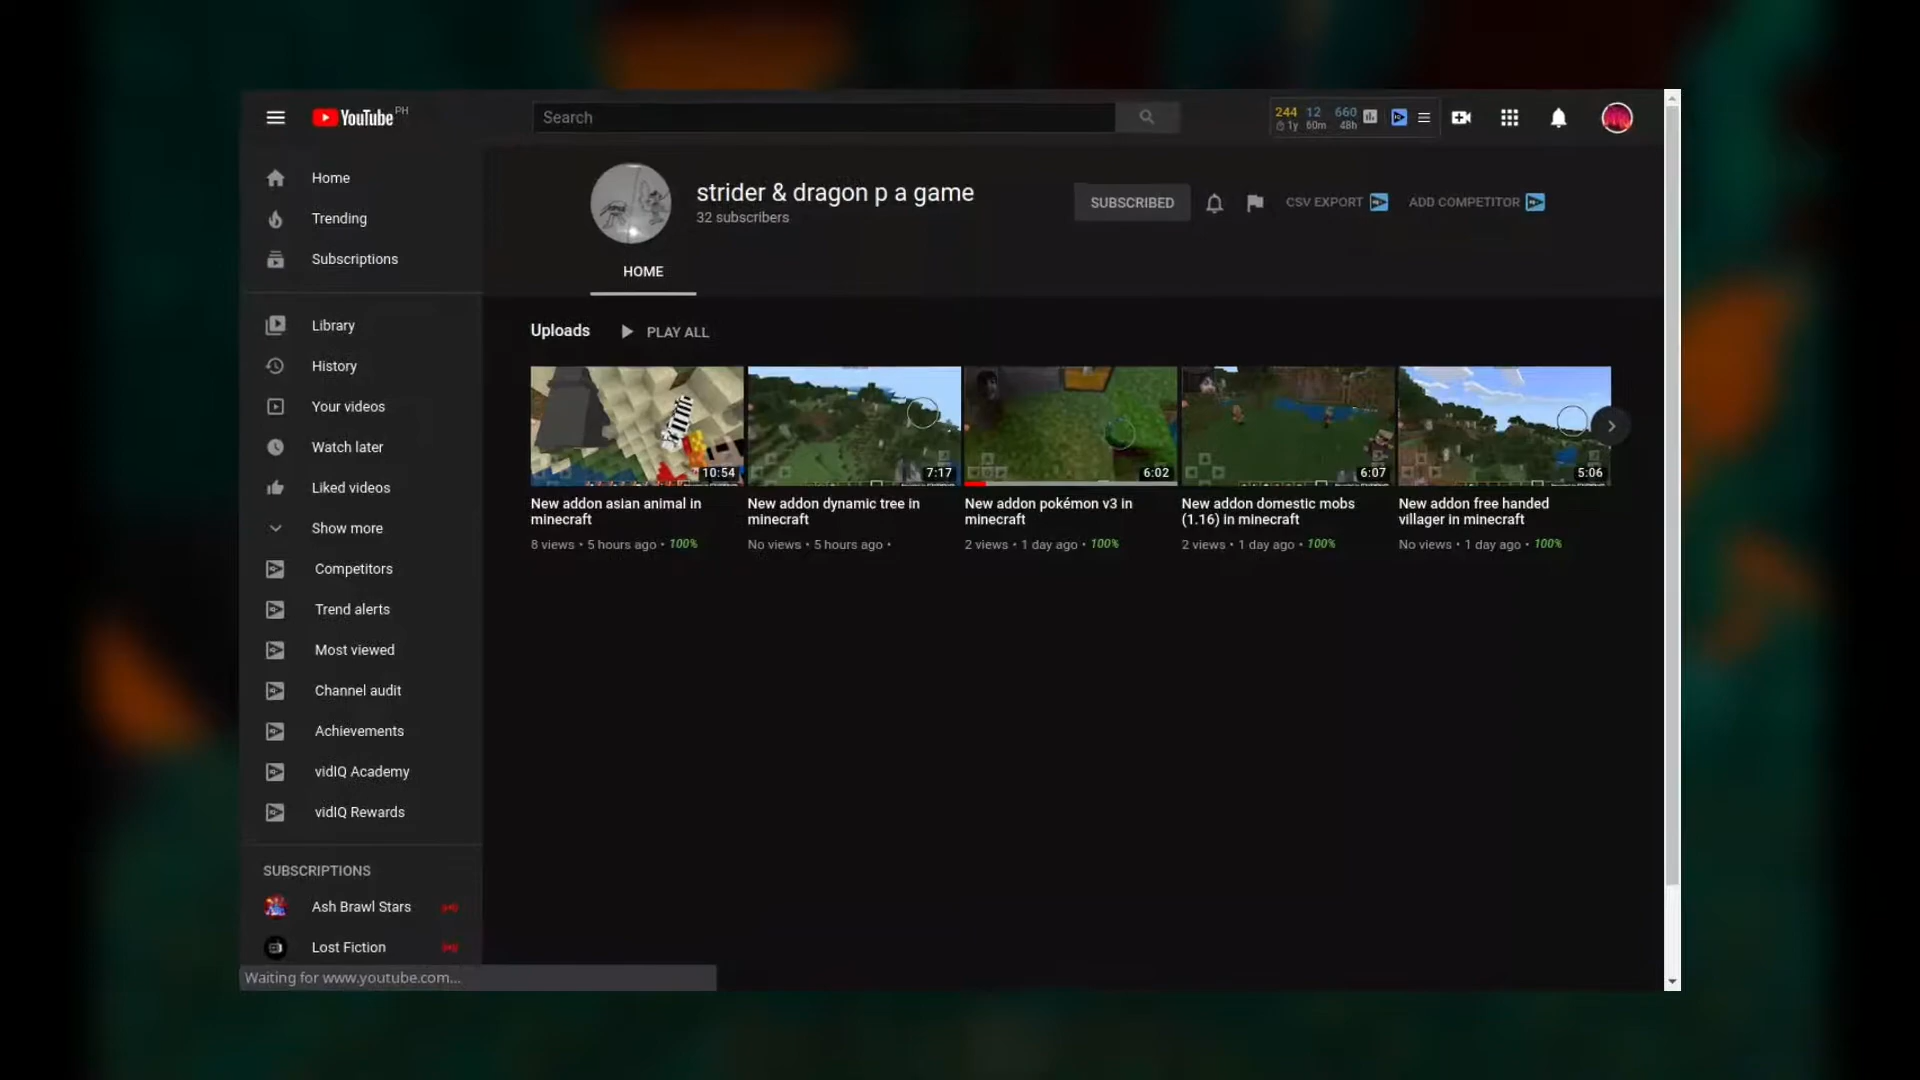 YouTube PH
Search
244 12 660
1y 60m 48h
Home
Trending
Subscriptions
Library
History
Your videos
Watch later
Liked videos
Show more
Competitors
Trend alerts
Most viewed
Channel audit
Achievements
vidIQ Academy
vidIQ Rewards
SUBSCRIPTIONS
Ash Brawl Stars
Lost Fiction
Waiting for www.youtube.com...
strider & dragon p a game
32 subscribers
SUBSCRIBED
CSV EXPORT
ADD COMPETITOR
HOME
Uploads
PLAY ALL
10:54
New addon asian animal in
minecraft
8 views • 5 hours ago • 100%
7:17
New addon dynamic tree in
minecraft
No views • 5 hours ago •
6:02
New addon pokémon v3 in
minecraft
2 views • 1 day ago • 100%
6:07
New addon domestic mobs
(1.16) in minecraft
2 views • 1 day ago • 100%
5:06
New addon free handed
villager in minecraft
No views • 1 day ago • 100%